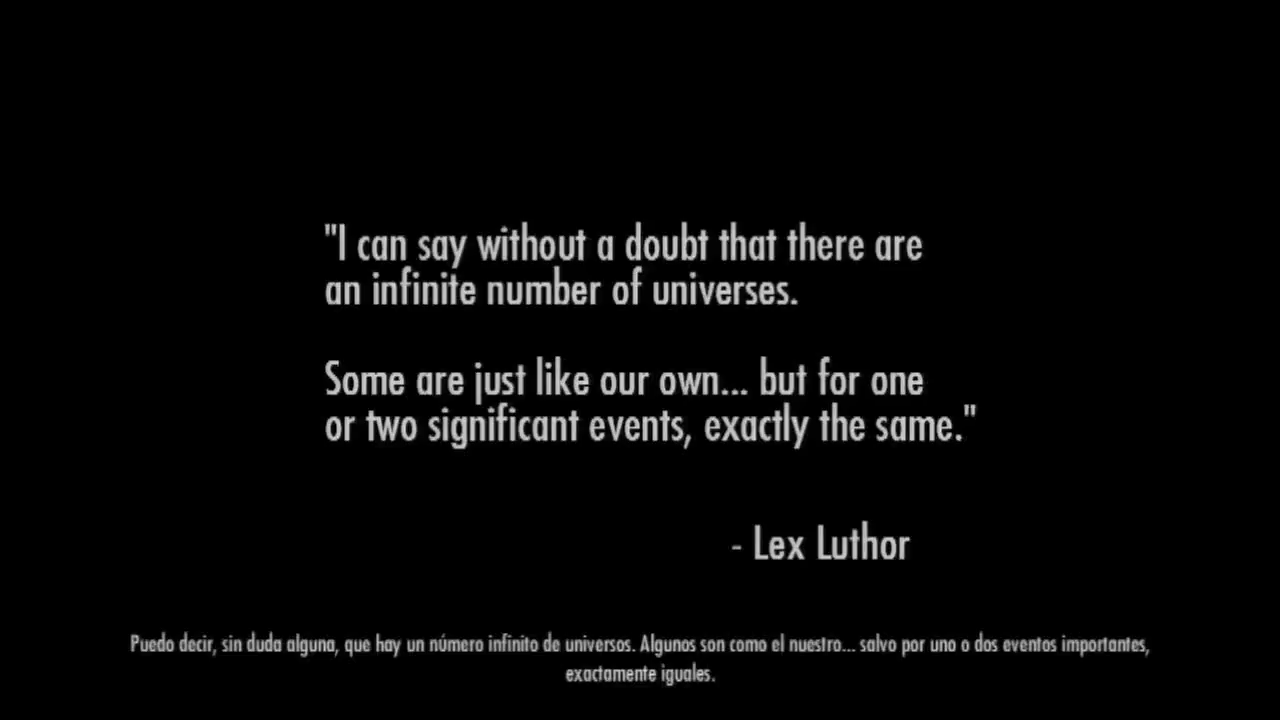 "I can say without a doubt that there are
an infinite number of universes.
Some are just like our own... but for one
or two significant events, exactly the same."
- Lex Luthor
Puedo decir, sin duda alguna, que hay un número infinito de universos. Algunos son como el nuestro... salvo por uno o dos eventos importantes,
exactamente iguales.